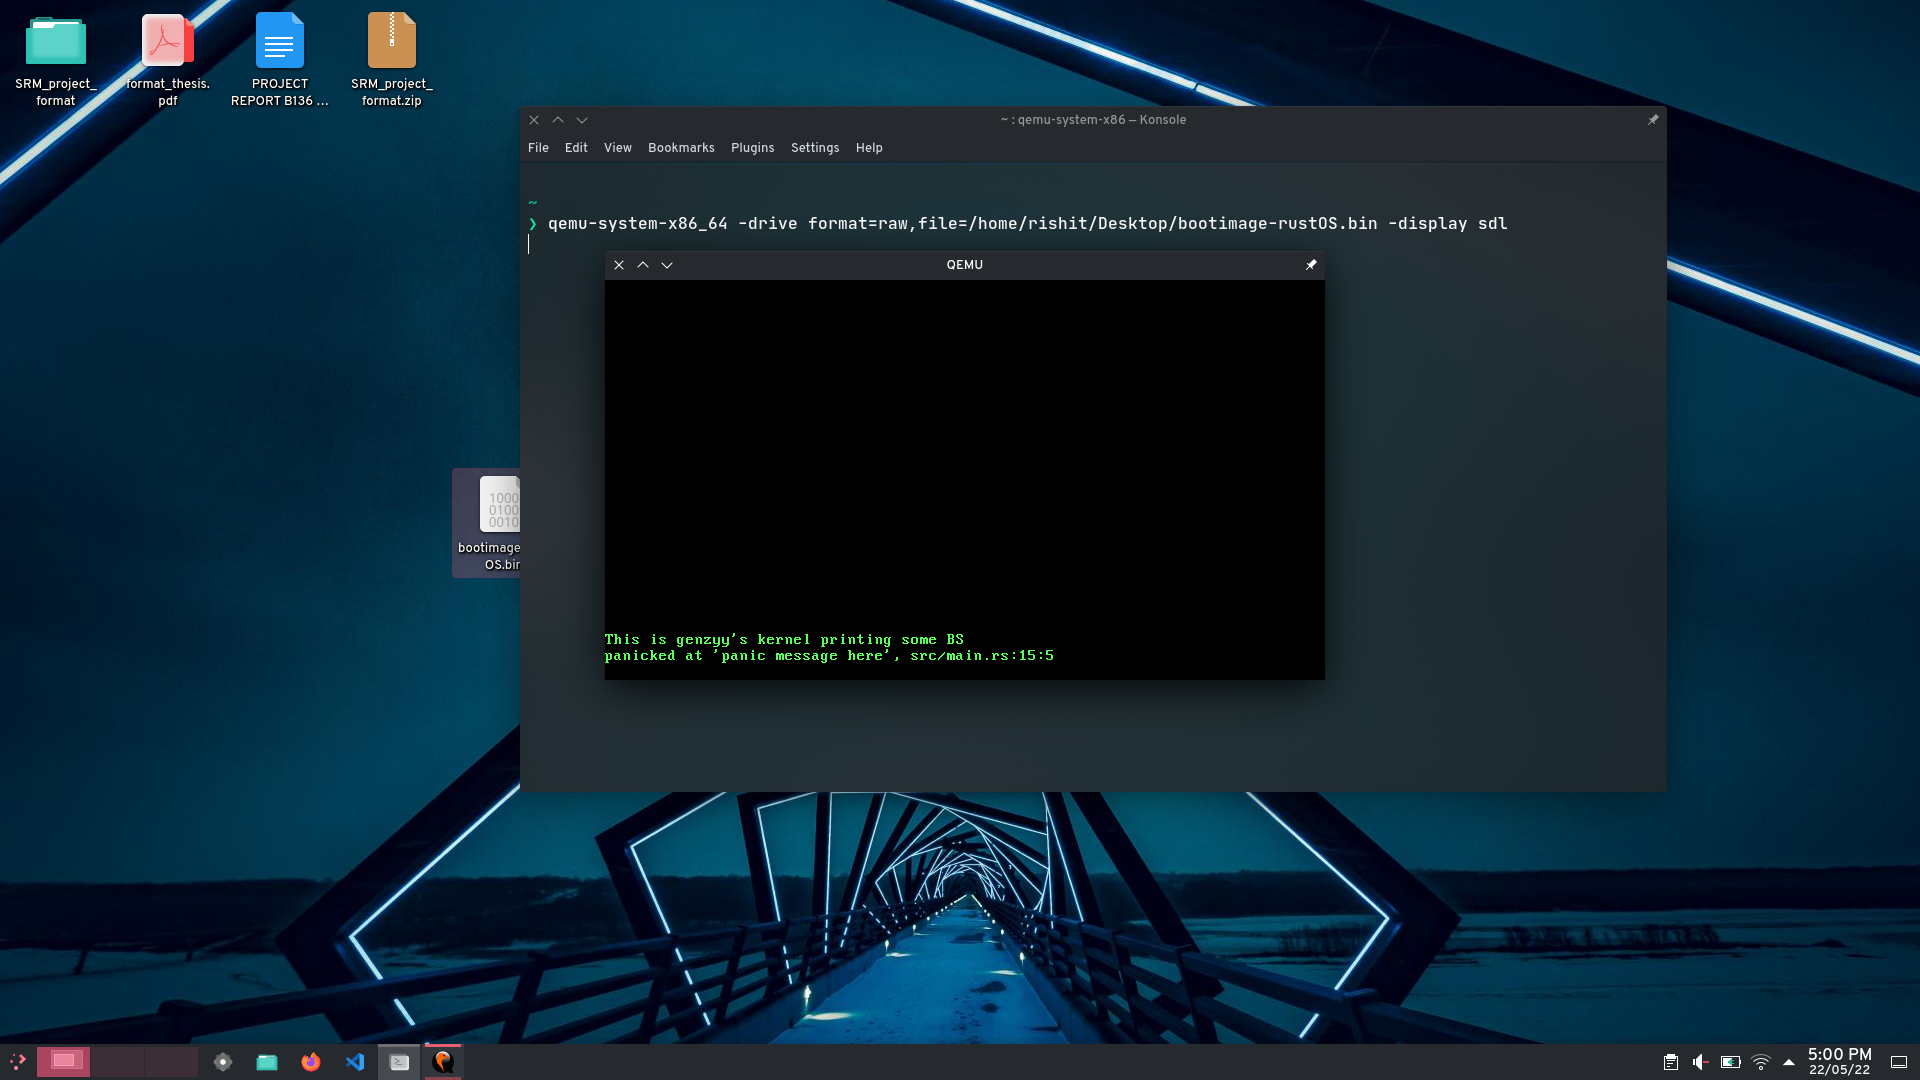 SRM_project_
format
format_thesis.
pdf
PROJECT
REPORT B136 ...
SRM_project_
format.zip
~ : qemu-system-x86 — Konsole
File Edit View Bookmarks Plugins Settings Help
~
❯ qemu-system-x86_64 -drive format=raw,file=/home/rishit/Desktop/bootimage-rustOS.bin -display sdl
QEMU
1000
0100
0010
bootimage
OS.bin
This is genzyy's kernel printing some BS
panicked at 'panic message here', src/main.rs:15:5
5:00 PM
22/05/22